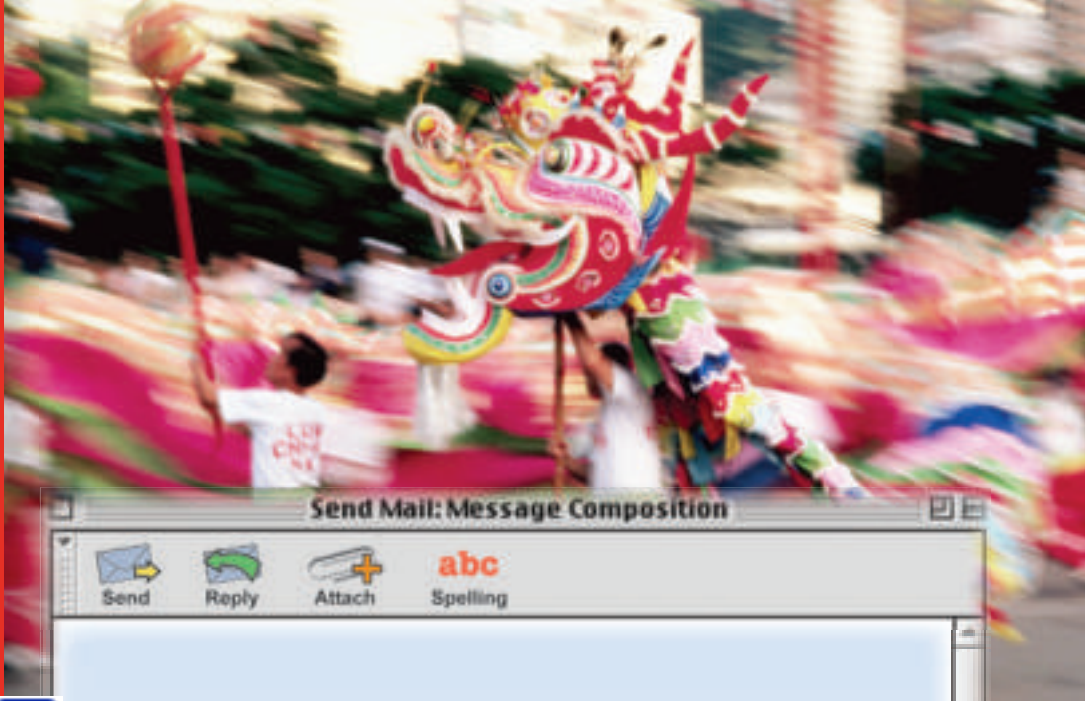 Send Mail: Message Composition
abc
Send Reply Attach Spelling